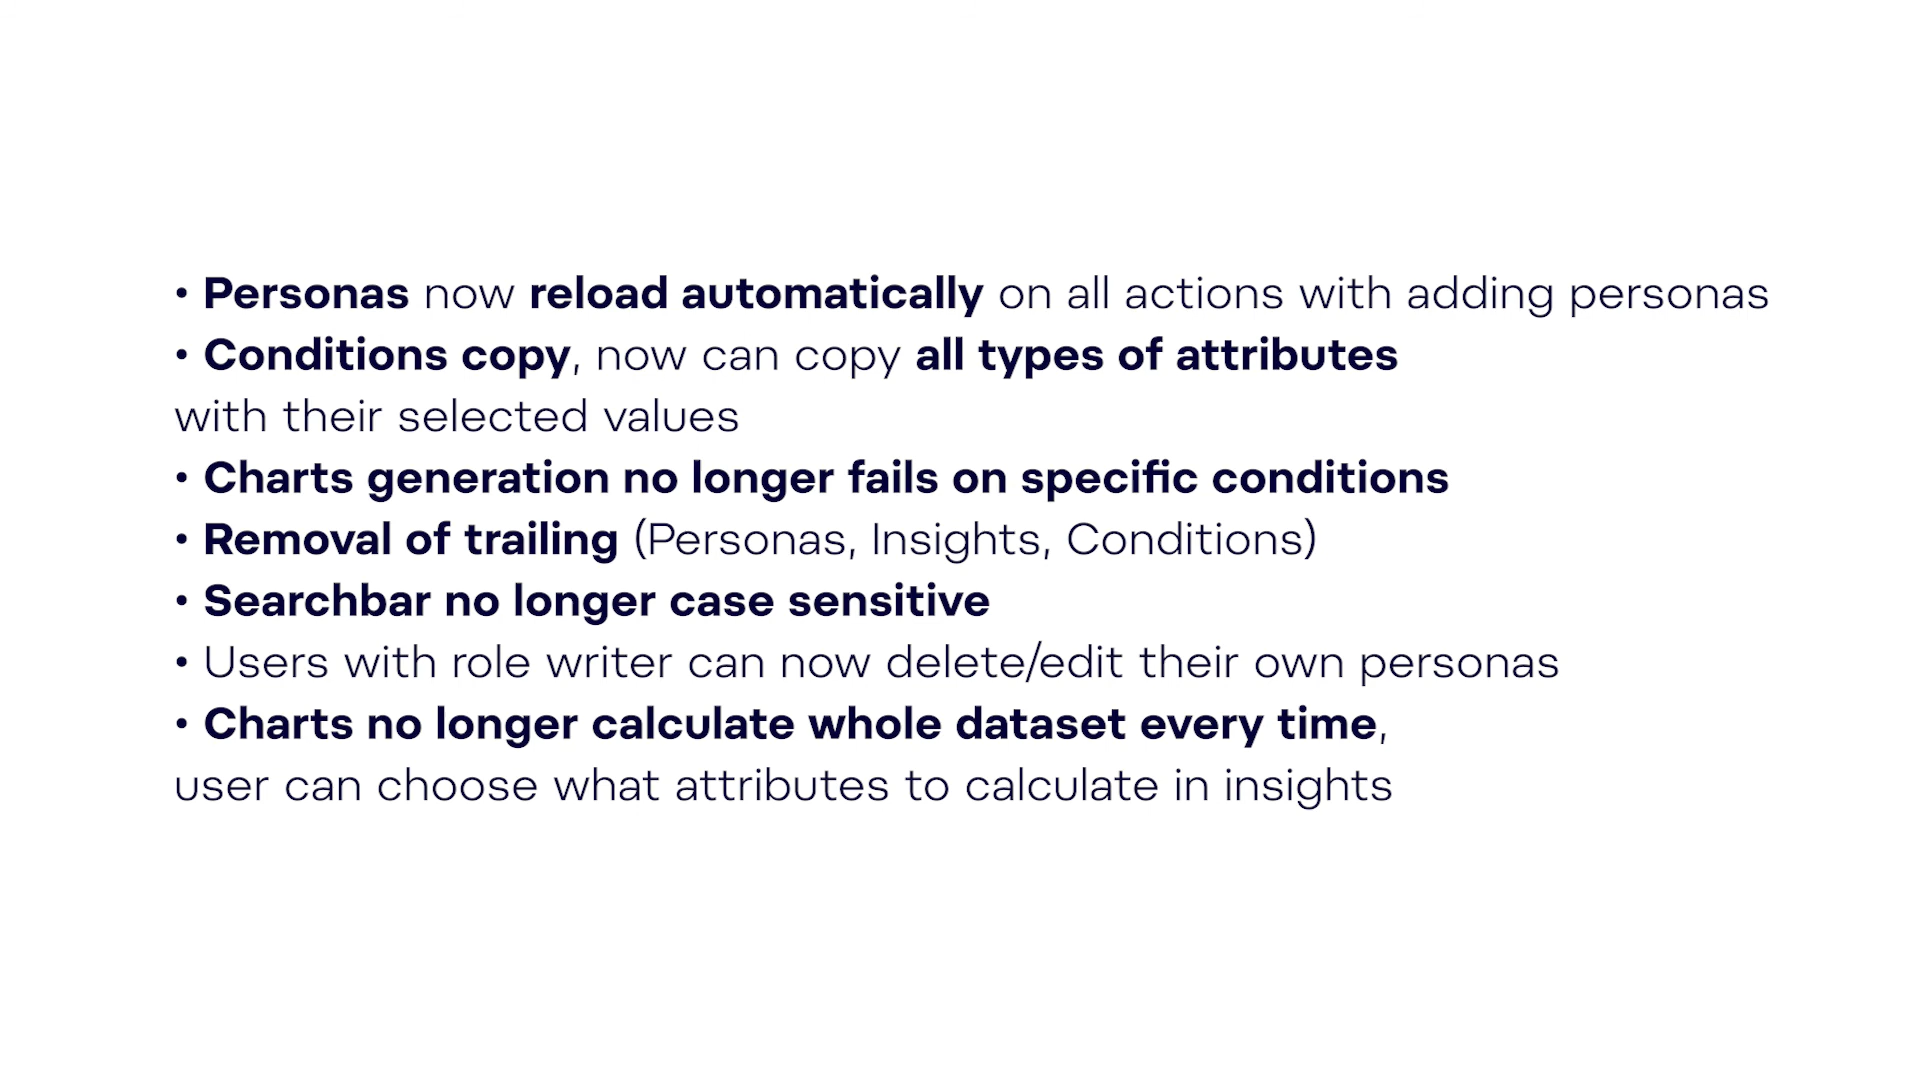 • Personas now reload automatically on all actions with adding personas
• Conditions copy, now can copy all types of attributes
with their selected values
• Charts generation no longer fails on specific conditions
• Removal of trailing (Personas, Insights, Conditions)
• Searchbar no longer case sensitive
• Users with role writer can now delete/edit their own personas
• Charts no longer calculate whole dataset every time,
user can choose what attributes to calculate in insights